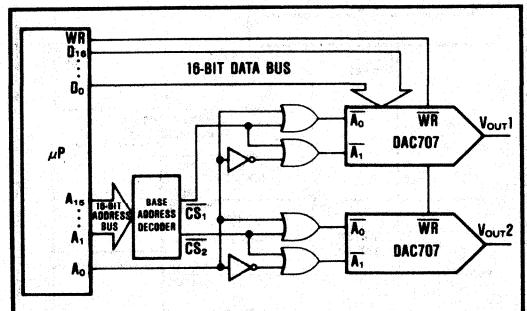 WR
D16
D0
16-BIT DATA BUS
μP
A15
A1
A0
16-BIT
ADDRESS
BUS
BASE
ADDRESS
DECODER
CS1
CS2
A0
A1
WR
DAC707
VOUT1
A0
A1
WR
DAC707
VOUT2